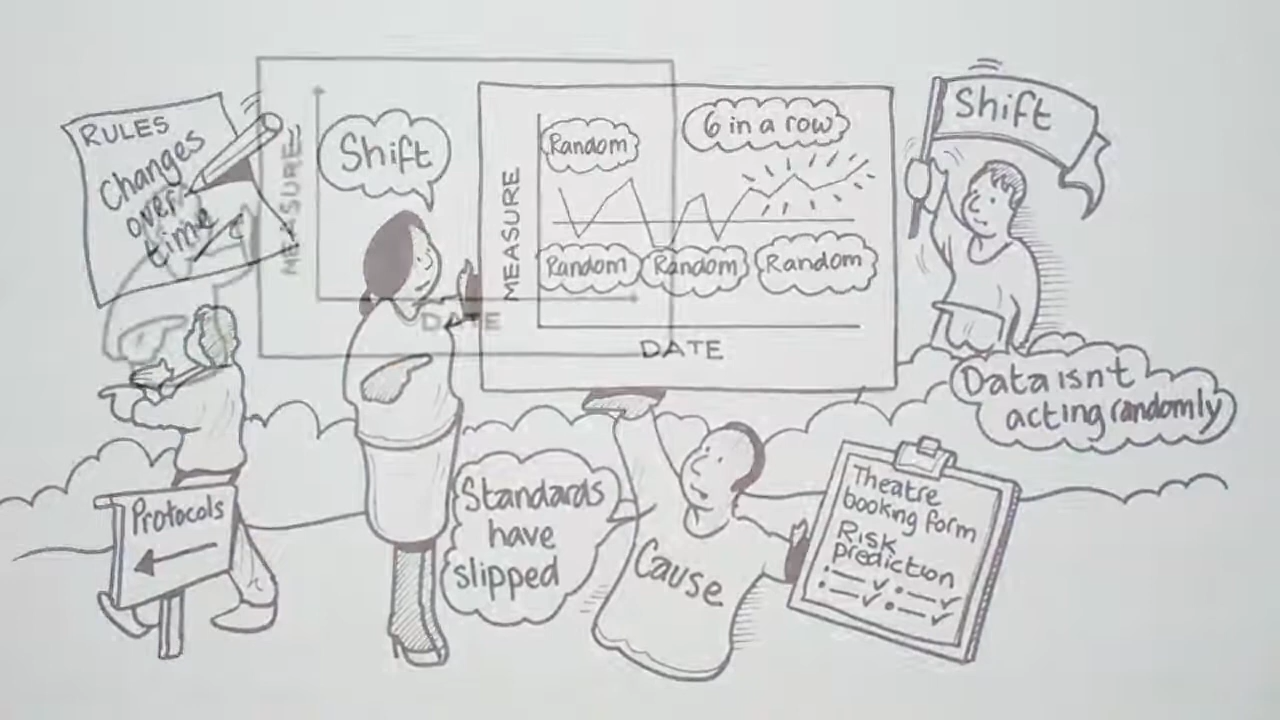 RULES
Changes
over
time
MEASURE
Shift
DATE
MEASURE
Random
6 in a row
Random
Random
Random
DATE
Shift
Data isn't
acting randomly
Protocols
Standards
have
slipped
Cause
Theatre
booking form
Risk
prediction